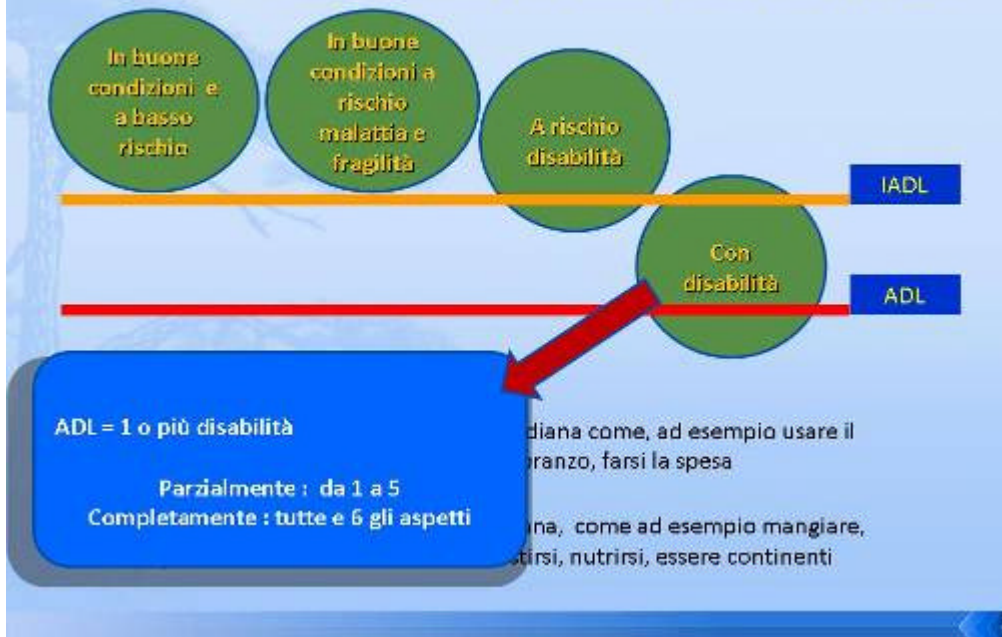 In buone
condizioni e
a basso
rischio
In buone
condizioni a
rischio
malattia e
fragilità
A rischio
disabilità
IADL
Con
disabilità
ADL
ADL = 1 o più disabilità
Parzialmente : da 1 a 5
Completamente : tutte e 6 gli aspetti
diana come, ad esempio usare il
ranzo, farsi la spesa
na, come ad esempio mangiare,
stirsi, nutrirsi, essere continenti